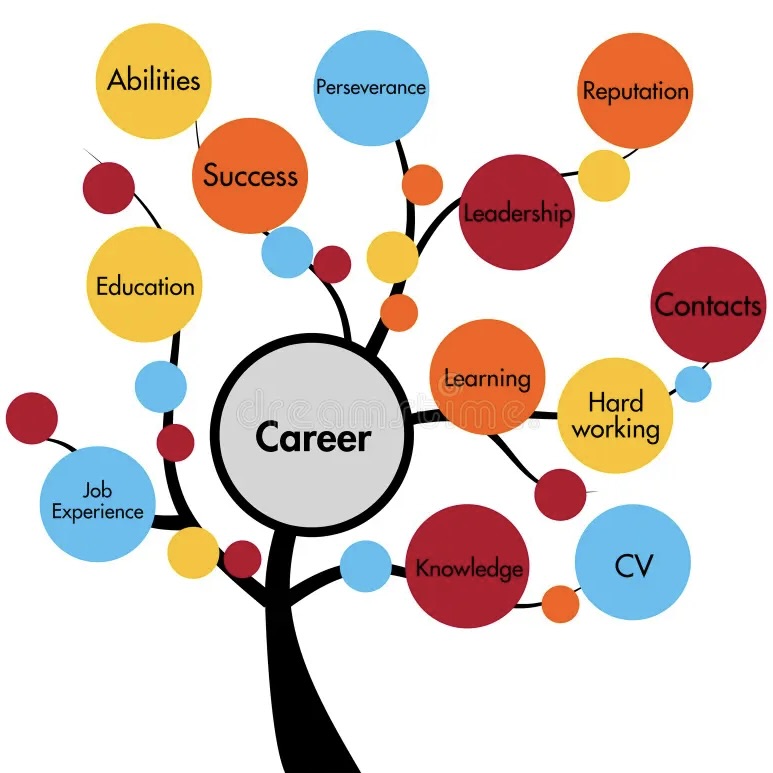 Abilities
Perseverance
Reputation
Success
Leadership
Education
Contacts
Learning
Hard
working
dreamstime
Career
Job
Experience
Knowledge
CV